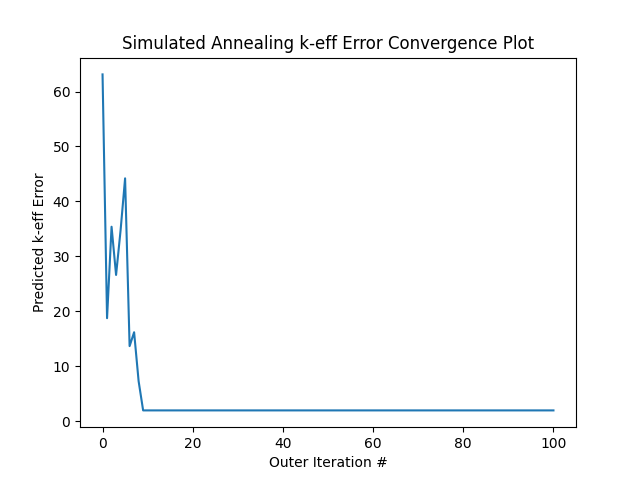 Simulated Annealing k-eff Error Convergence Plot
Predicted k-eff Error
60
50
40
30
20
10
0
0 20 40 60 80 100
Outer Iteration #